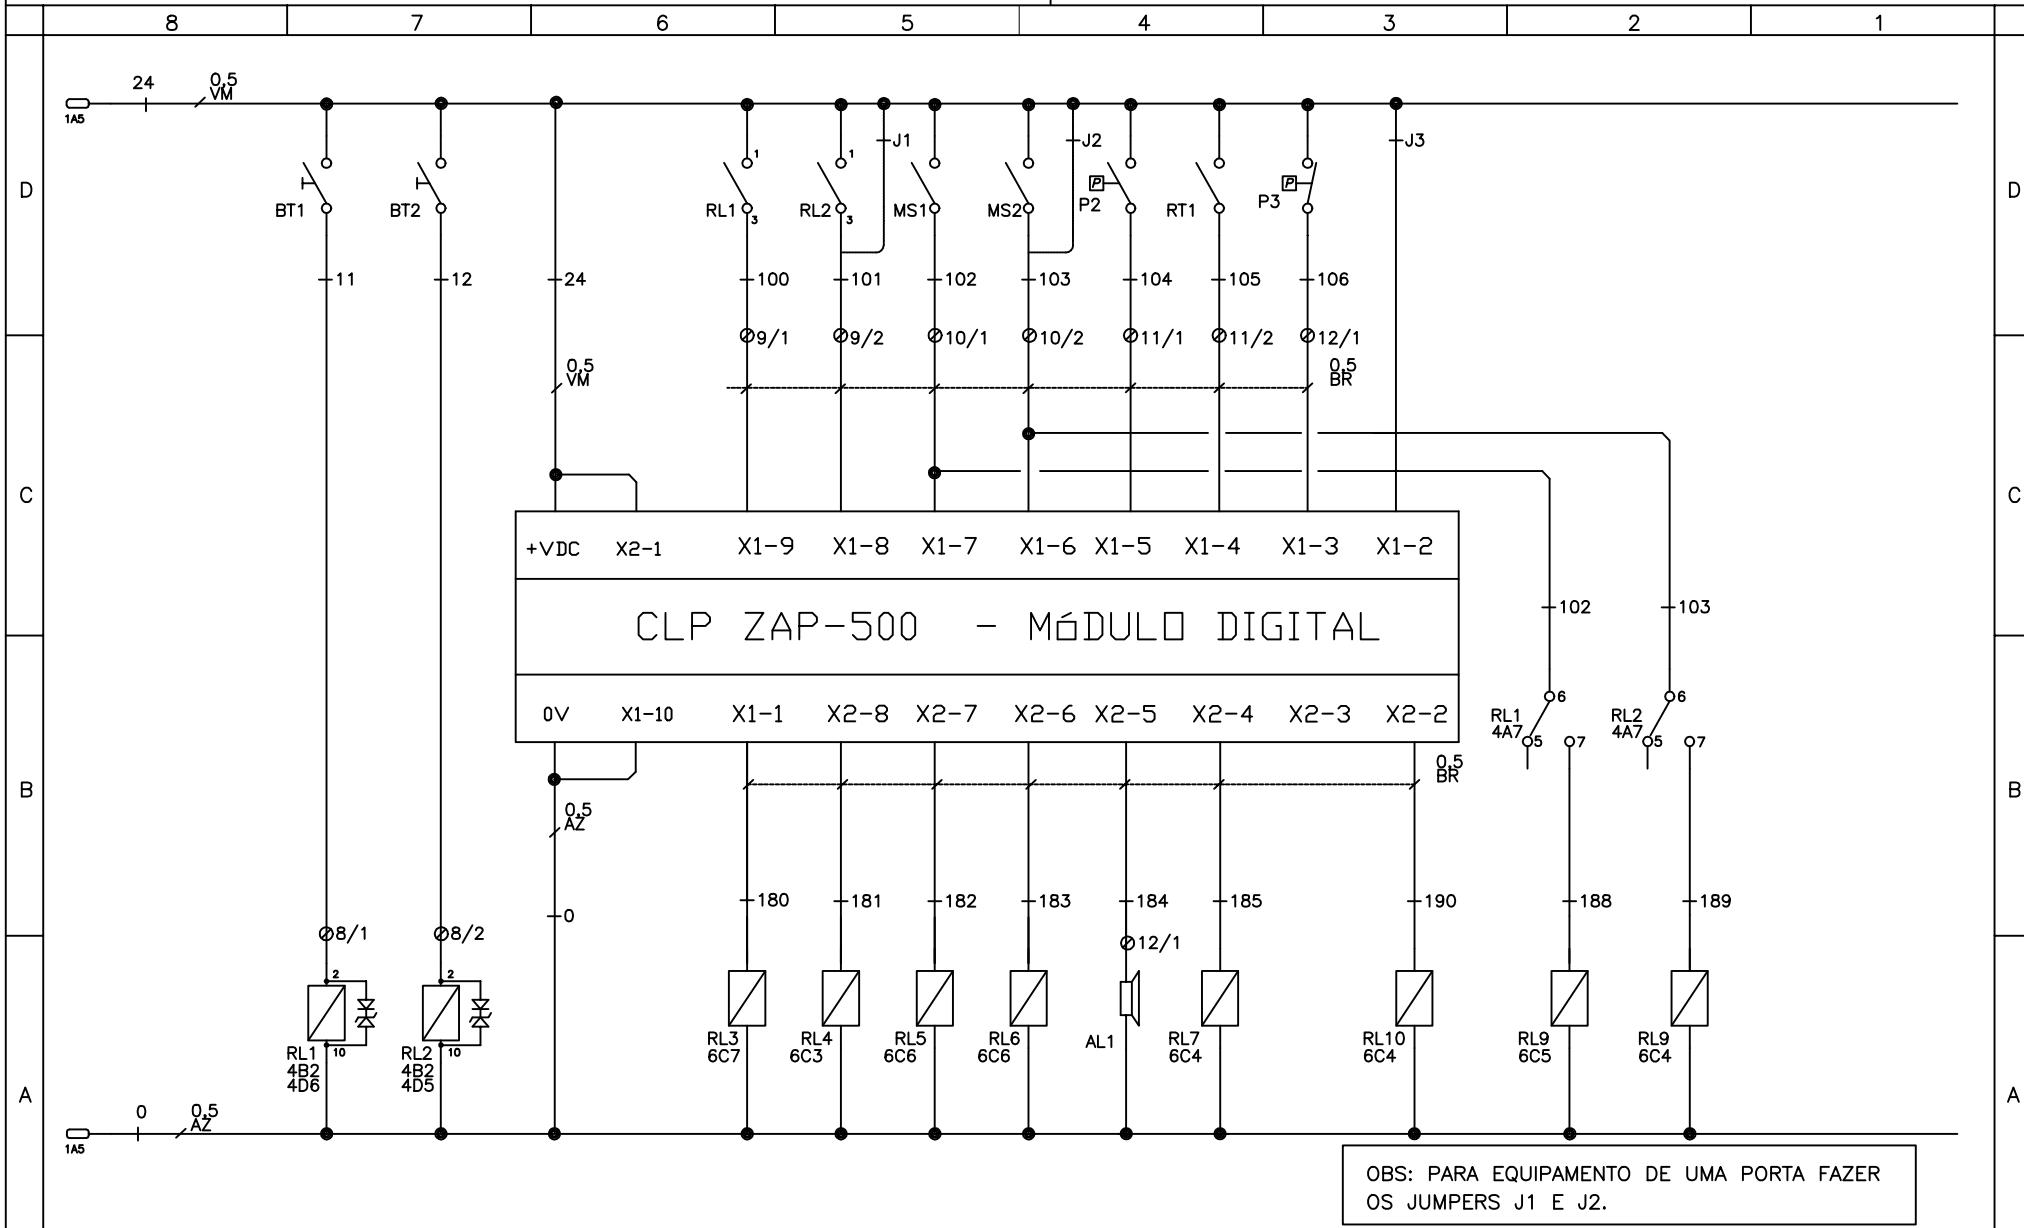 8 7 6 5 4 3 2 1
24 0,5
VM
1A5
J1 J2 J3
1 1
D D
BT1 BT2 RL1 3 RL2 3 MS1 MS2 P P2 RT1 P P3
11 12 24 100 101 102 103 104 105 106
9/1 9/2 10/1 10/2 11/1 11/2 12/1
0,5
VM
0,5
BR
C C
+VDC X2-1 X1-9 X1-8 X1-7 X1-6 X1-5 X1-4 X1-3 X1-2
102 103
CLP ZAP-500 - MóDULO DIGITAL
0V X1-10 X1-1 X2-8 X2-7 X2-6 X2-5 X2-4 X2-3 X2-2
RL1
4A7
6 5 7
RL2
4A7
6 5 7
0,5
BR
B B
0,5
AZ
180 181 182 183 184 185 190 188 189
0
8/1 8/2 12/1
2 2
10 10
RL1
4B2
4D6
RL2
4B2
4D5
RL3
6C7
RL4
6C3
RL5
6C6
RL6
6C6
AL1
RL7
6C4
RL10
6C4
RL9
6C5
RL9
6C4
A A
0 0,5
AZ
1A5
OBS: PARA EQUIPAMENTO DE UMA PORTA FAZER
OS JUMPERS J1 E J2.